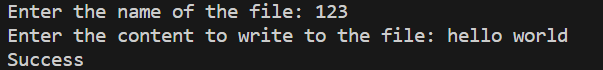 Enter the name of the file: 123
Enter the content to write to the file: hello world
Success